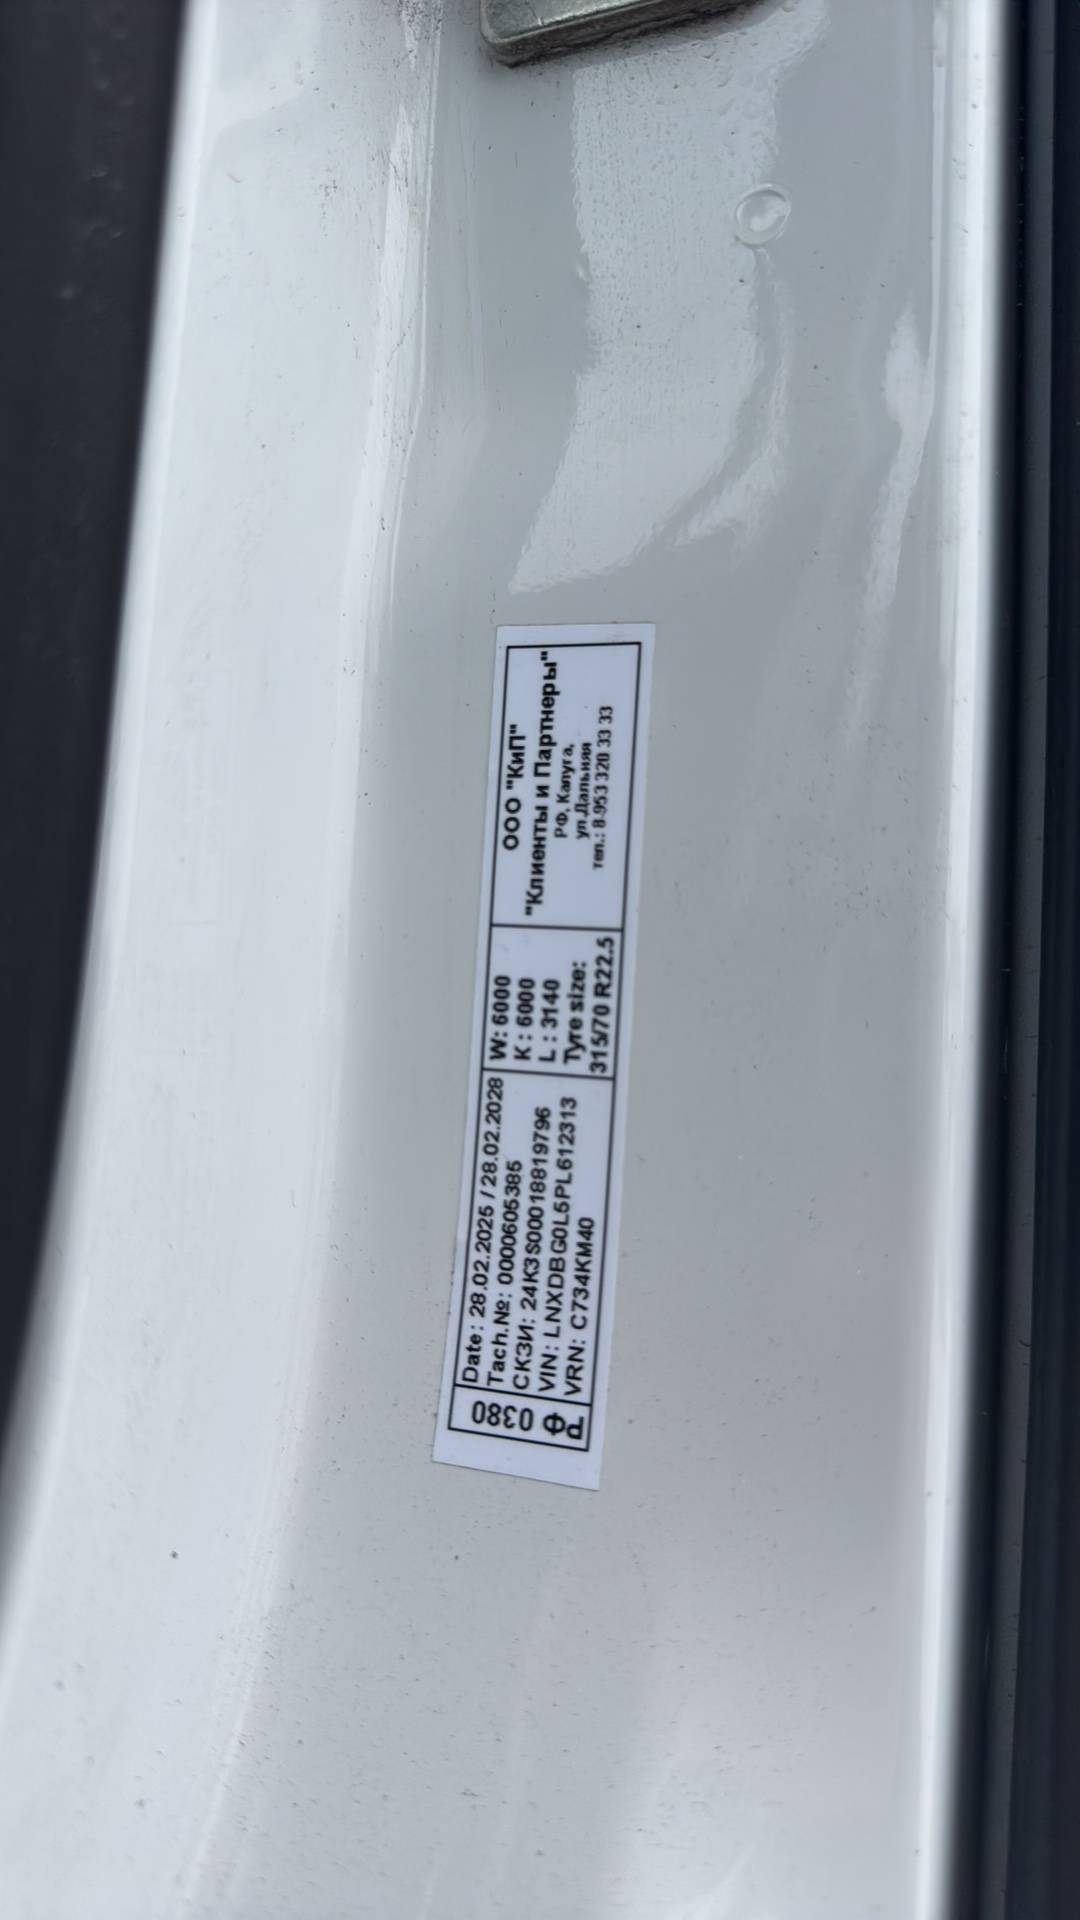 РФ 0380
Date: 28.02.2025 / 28.02.2028
Tach.№: 0000605385
СКЗИ: 24K3S00018819796
VIN: LNXDBG0L5PL612313
VRN: C734KM40
W: 6000
K : 6000
L : 3140
Tyre size:
315/70 R22.5
ООО "КиП"
"Клиенты и Партнеры"
РФ, Калуга,
ул.Дальняя
тел.: 8-953 320 33 33